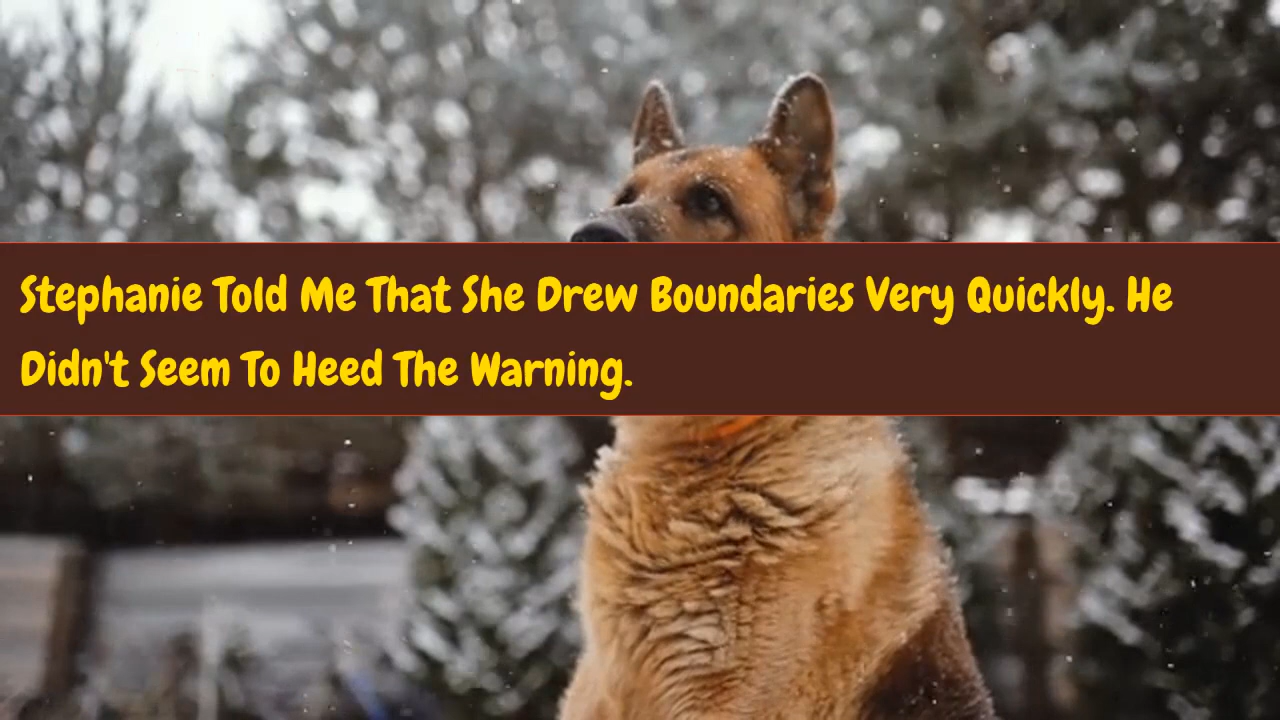 Stephanie Told Me That She Drew Boundaries Very Quickly. He
Didn't Seem To Heed The Warning.